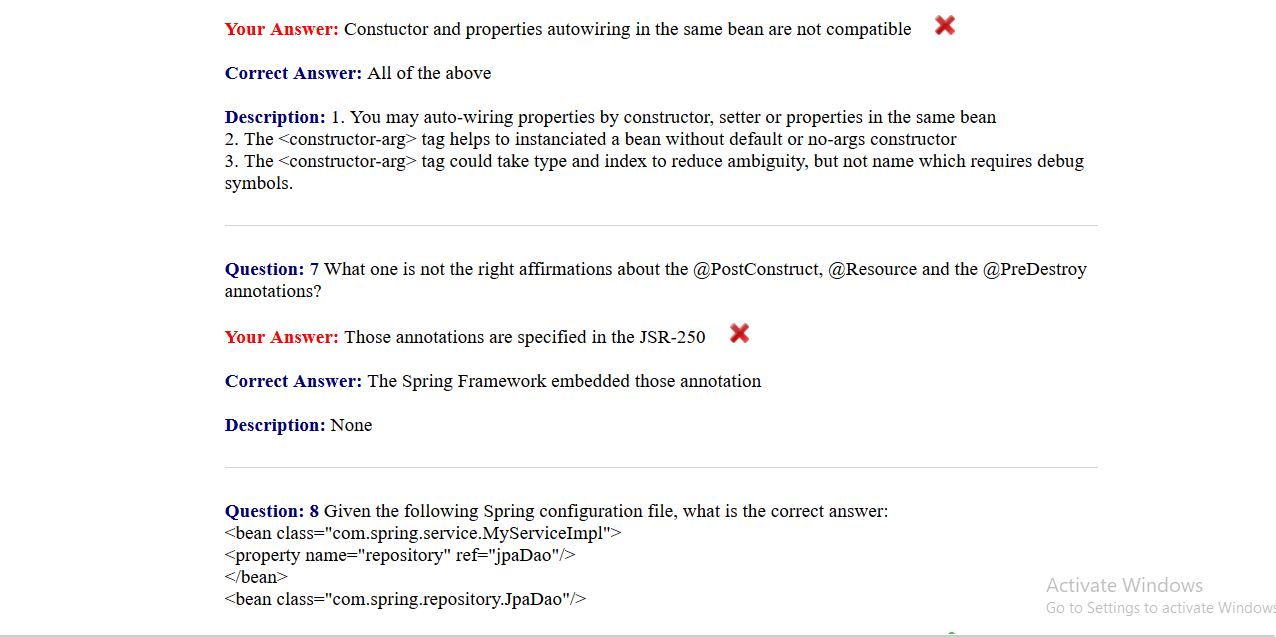 Your Answer: Constuctor and properties autowiring in the same bean are not compatible
Correct Answer: All of the above
Description: 1. You may auto-wiring properties by constructor, setter or properties in the same bean
2. The <constructor-arg> tag helps to instanciated a bean without default or no-args constructor
3. The <constructor-arg> tag could take type and index to reduce ambiguity, but not name which requires debug
symbols.
Question: 7 What one is not the right affirmations about the @PostConstruct, @Resource and the @PreDestroy
annotations?
Your Answer: Those annotations are specified in the JSR-250
Correct Answer: The Spring Framework embedded those annotation
Description: None
Question: 8 Given the following Spring configuration file, what is the correct answer:
<bean class="com.spring.service.MyServiceImpl">
<property name="repository" ref="jpaDao"/>
</bean>
<bean class="com.spring.repository.JpaDao"/>
Activate Windows
Go to Settings to activate Windows